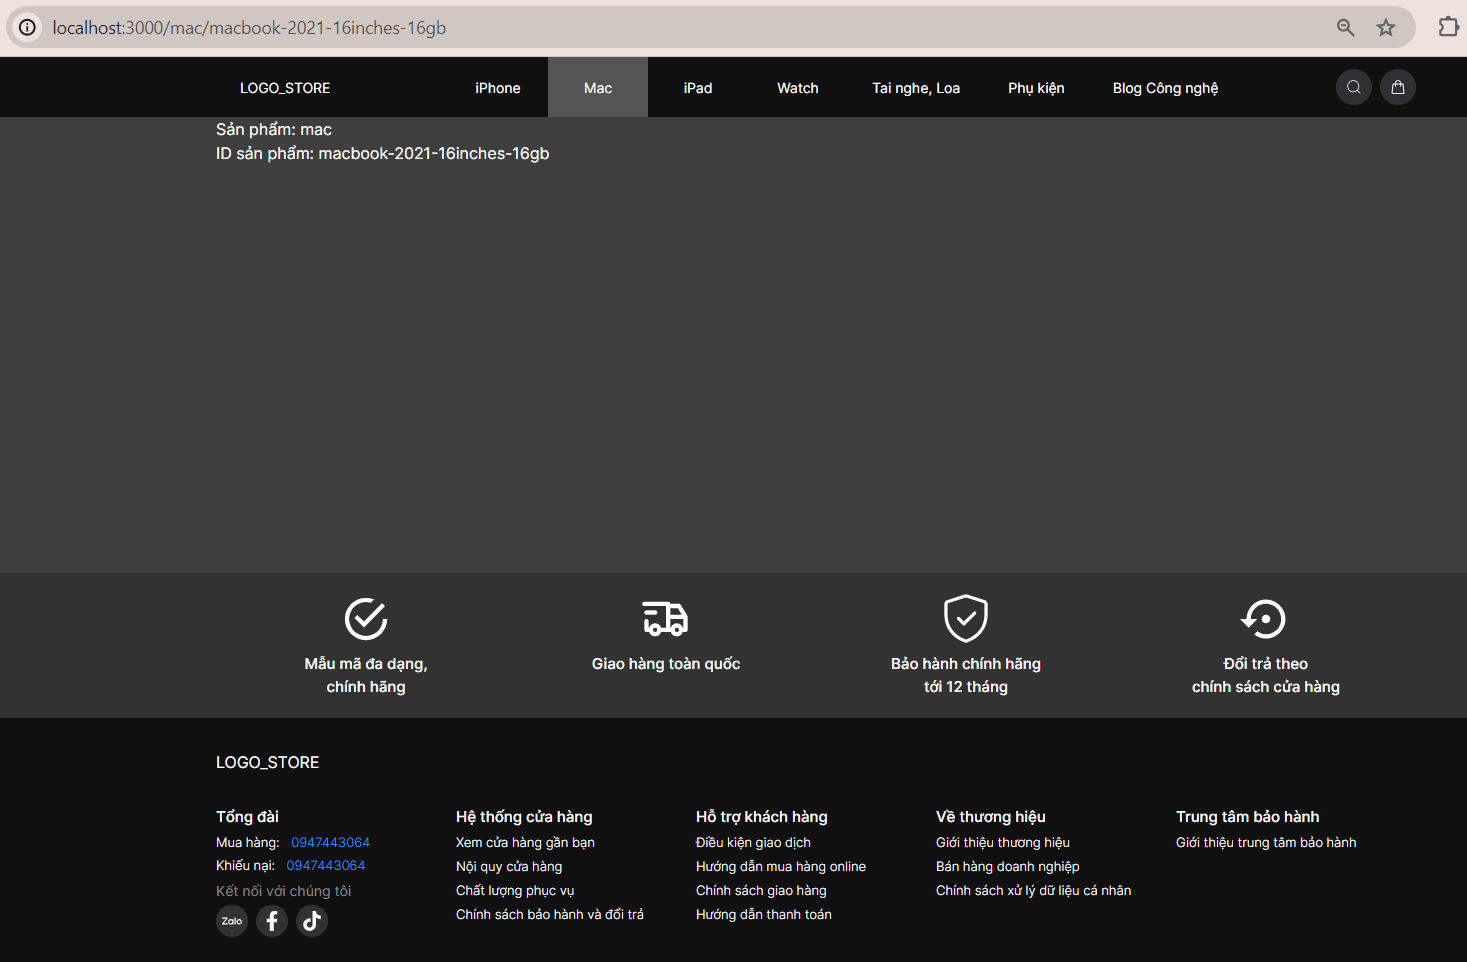 localhost:3000/mac/macbook-2021-16inches-16gb
LOGO_STORE
iPhone
Mac
iPad
Watch
Tai nghe, Loa
Phụ kiện
Blog Công nghệ
Sản phẩm: mac
ID sản phẩm: macbook-2021-16inches-16gb
Mẫu mã đa dạng,
chính hãng
Giao hàng toàn quốc
Bảo hành chính hãng
tới 12 tháng
Đổi trả theo
chính sách cửa hàng
LOGO_STORE
Tổng đài
Mua hàng: 0947443064
Khiếu nại: 0947443064
Kết nối với chúng tôi
Zalo
Hệ thống cửa hàng
Xem cửa hàng gần bạn
Nội quy cửa hàng
Chất lượng phục vụ
Chính sách bảo hành và đổi trả
Hỗ trợ khách hàng
Điều kiện giao dịch
Hướng dẫn mua hàng online
Chính sách giao hàng
Hướng dẫn thanh toán
Về thương hiệu
Giới thiệu thương hiệu
Bán hàng doanh nghiệp
Chính sách xử lý dữ liệu cá nhân
Trung tâm bảo hành
Giới thiệu trung tâm bảo hành